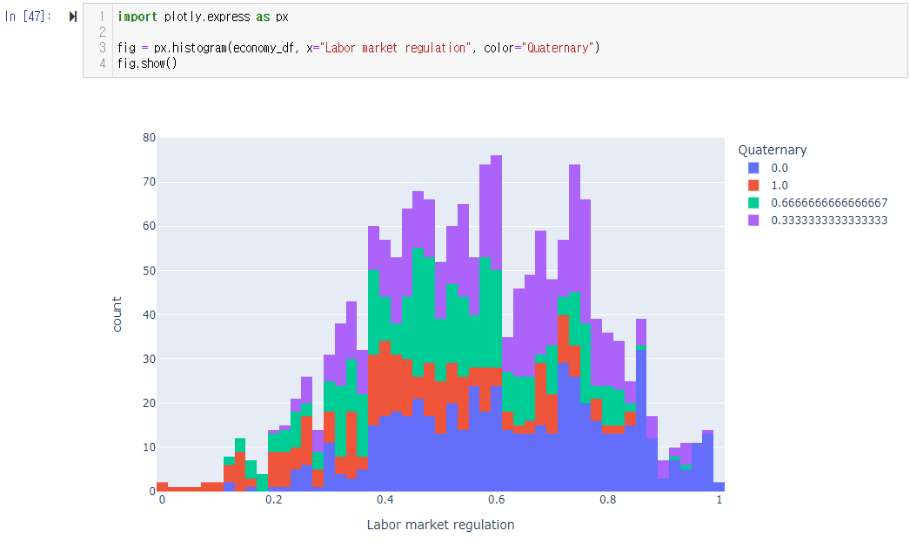 In [47]:
1 import plotly.express as px
2
3 fig = px.histogram(economy_df, x="Labor market regulation", color="Quaternary")
4 fig.show()
80
70
60
50
40
30
20
10
0
count
0 0.2 0.4 0.6 0.8 1
Labor market regulation
Quaternary
0.0
1.0
0.6666666666666667
0.3333333333333333